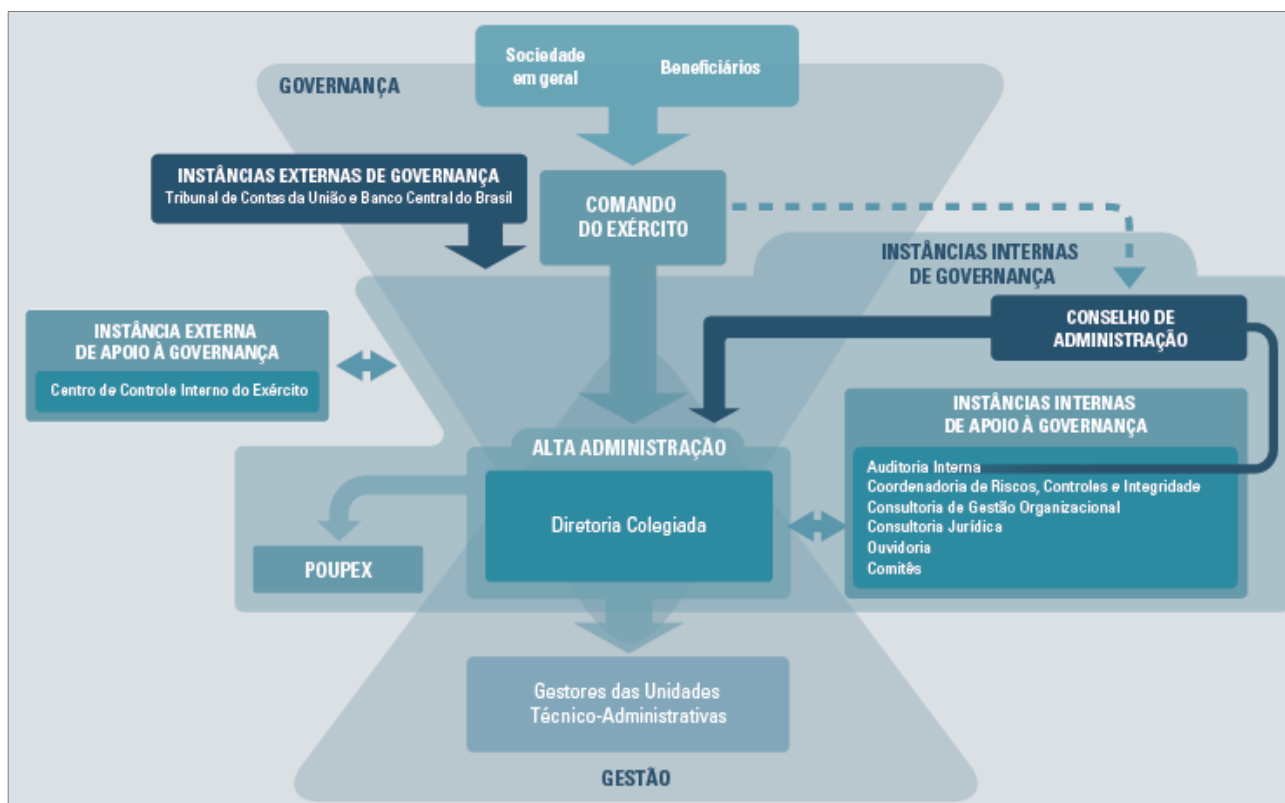 Sociedade
em geral
Beneficiários
GOVERNANÇA
INSTÂNCIAS EXTERNAS DE GOVERNANÇA
Tribunal de Contas da União e Banco Central do Brasil
COMANDO
DO EXÉRCITO
INSTÂNCIAS INTERNAS
DE GOVERNANÇA
CONSELHO DE
ADMINISTRAÇÃO
INSTÂNCIA EXTERNA
DE APOIO À GOVERNANÇA
Centro de Controle Interno do Exército
INSTÂNCIAS INTERNAS
DE APOIO À GOVERNANÇA
Auditoria Interna
Coordenadoria de Riscos, Controles e Integridade
Consultoria de Gestão Organizacional
Consultoria Jurídica
Ouvidoria
Comitês
ALTA ADMINISTRAÇÃO
Diretoria Colegiada
POUPEX
Gestores das Unidades
Técnico-Administrativas
GESTÃO